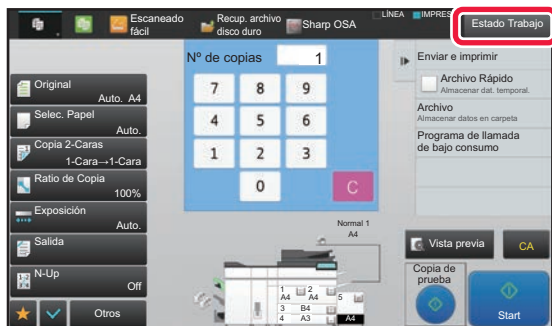 Escaneado fácil
Recup. archivo disco duro
Sharp OSA
LÍNEA
IMPRES
Estado Trabajo
Original
Auto. A4
Selec. Papel
Auto.
Copia 2-Caras
1-Cara→1-Cara
Ratio de Copia
100%
Exposición
Auto.
Salida
N-Up
Off
Otros
Nº de copias
1
7 8 9
4 5 6
1 2 3
0 C
Normal 1
A4
1 A4
2 A4
3 B4
4 A3
5
A4
Enviar e imprimir
Archivo Rápido
Almacenar dat. temporal.
Archivo
Almacenar datos en carpeta
Programa de llamada
de bajo consumo
Vista previa
CA
Copia de
prueba
Start